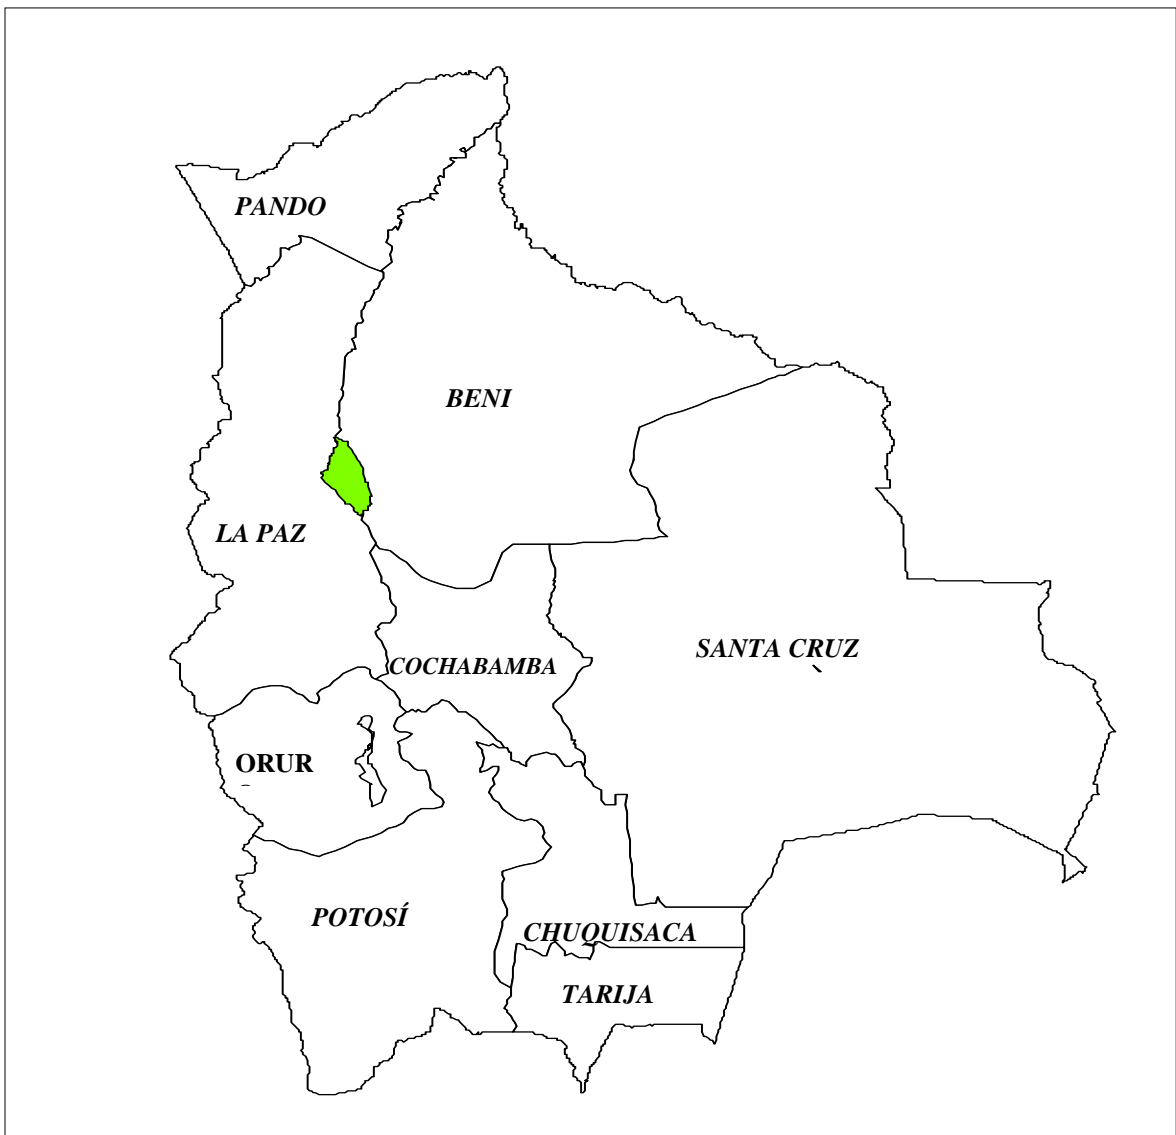 PANDO
BENI
LA PAZ
SANTA CRUZ
COCHABAMBA
ORUR
POTOSÍ
CHUQUISACA
TARIJA